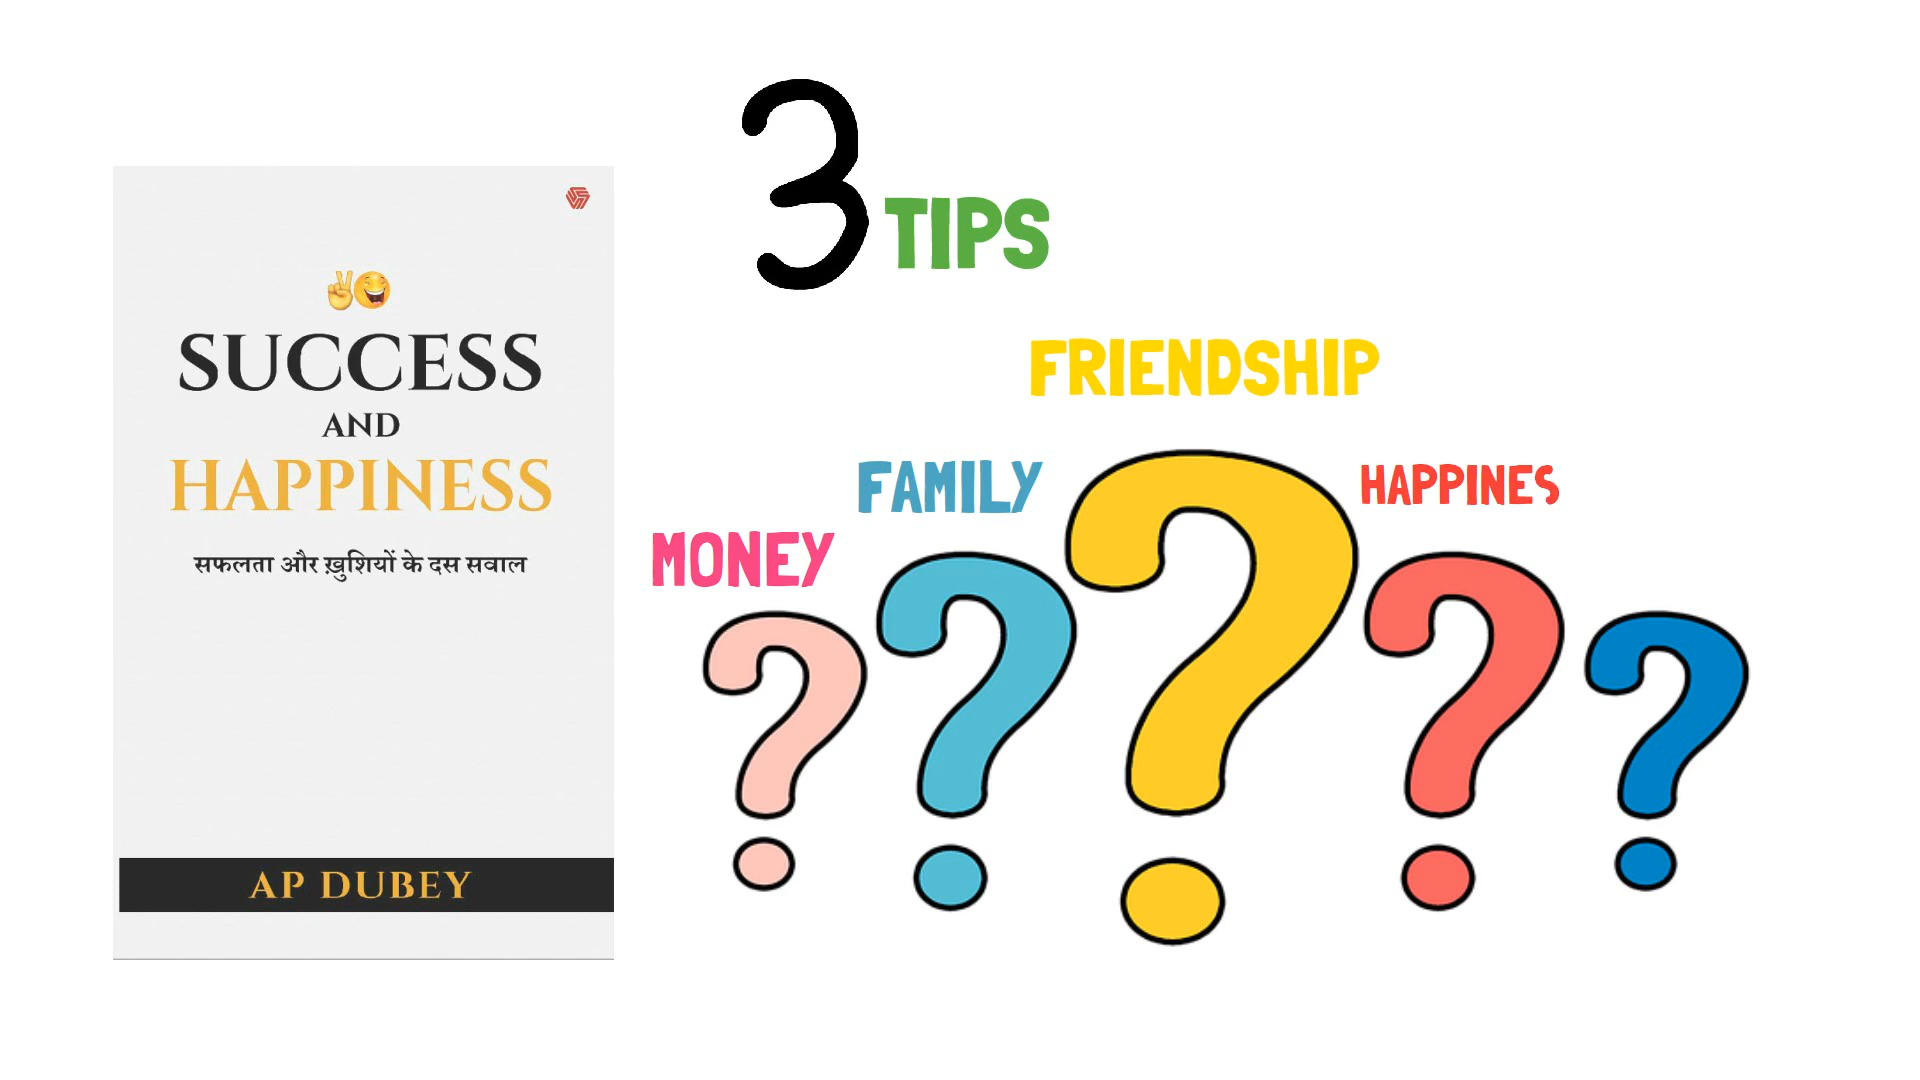 SUCCESS
AND
HAPPINESS
सफलता और ख़ुशियों के दस सवाल
AP DUBEY
3 TIPS
FRIENDSHIP
FAMILY
HAPPINES
MONEY
? ? ? ? ?